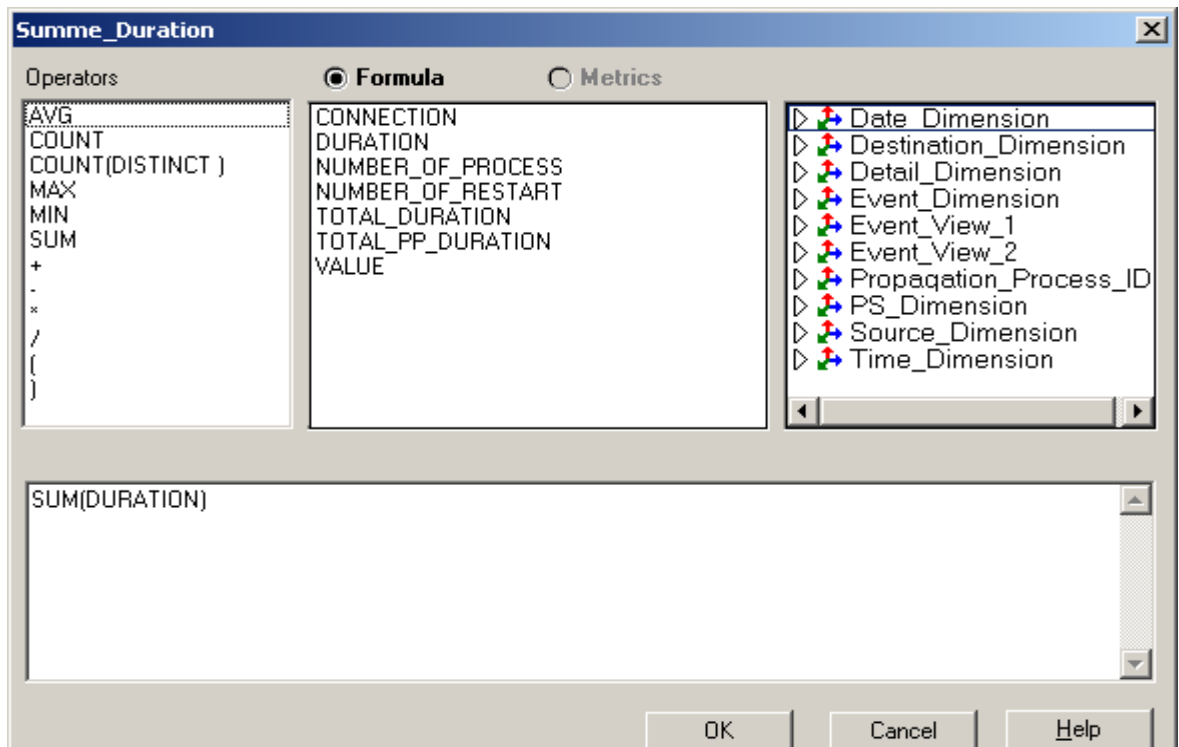 Summe_Duration
Operators
Formula
Metrics
AVG
COUNT
COUNT(DISTINCT )
MAX
MIN
SUM
+
-
*
/
(
)
CONNECTION
DURATION
NUMBER_OF_PROCESS
NUMBER_OF_RESTART
TOTAL_DURATION
TOTAL_PP_DURATION
VALUE
Date_Dimension
Destination_Dimension
Detail_Dimension
Event_Dimension
Event_View_1
Event_View_2
Propagation_Process_ID
PS_Dimension
Source_Dimension
Time_Dimension
SUM(DURATION)
OK
Cancel
Help